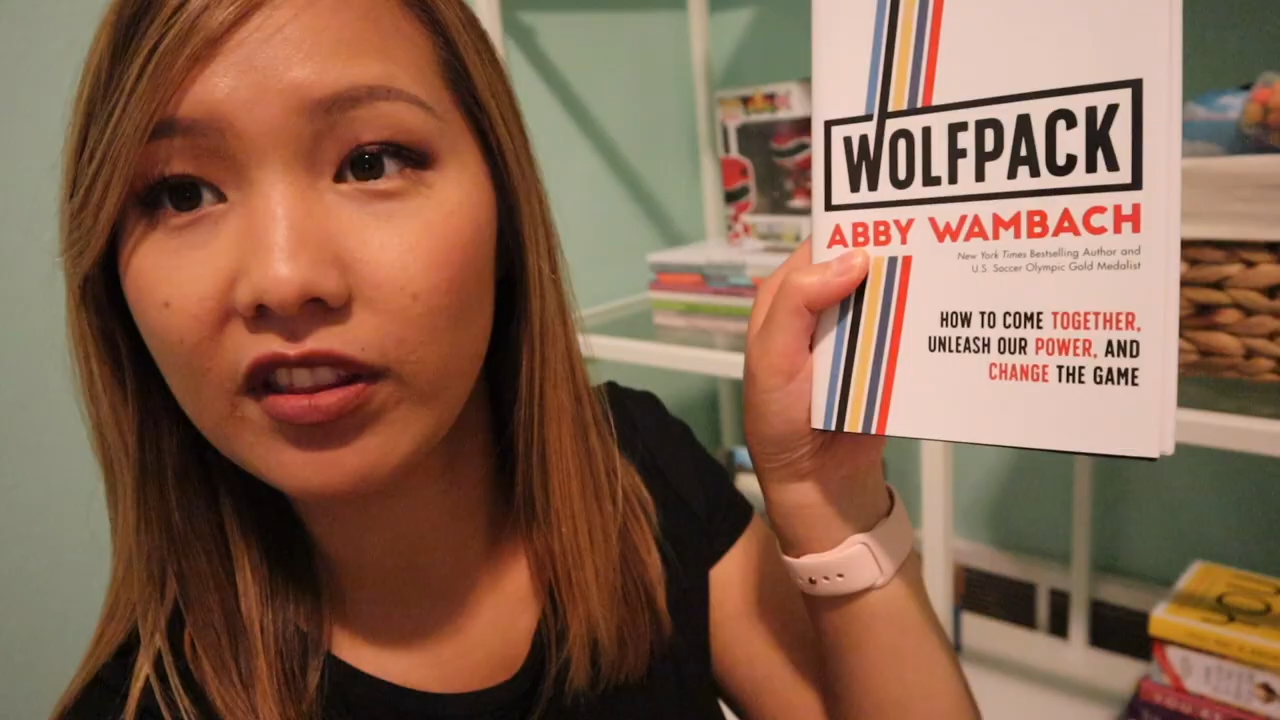 WOLFPACK
ABBY WAMBACH
New York Times Bestselling Author and
U.S. Soccer Olympic Gold Medalist
HOW TO COME TOGETHER,
UNLEASH OUR POWER, AND
CHANGE THE GAME